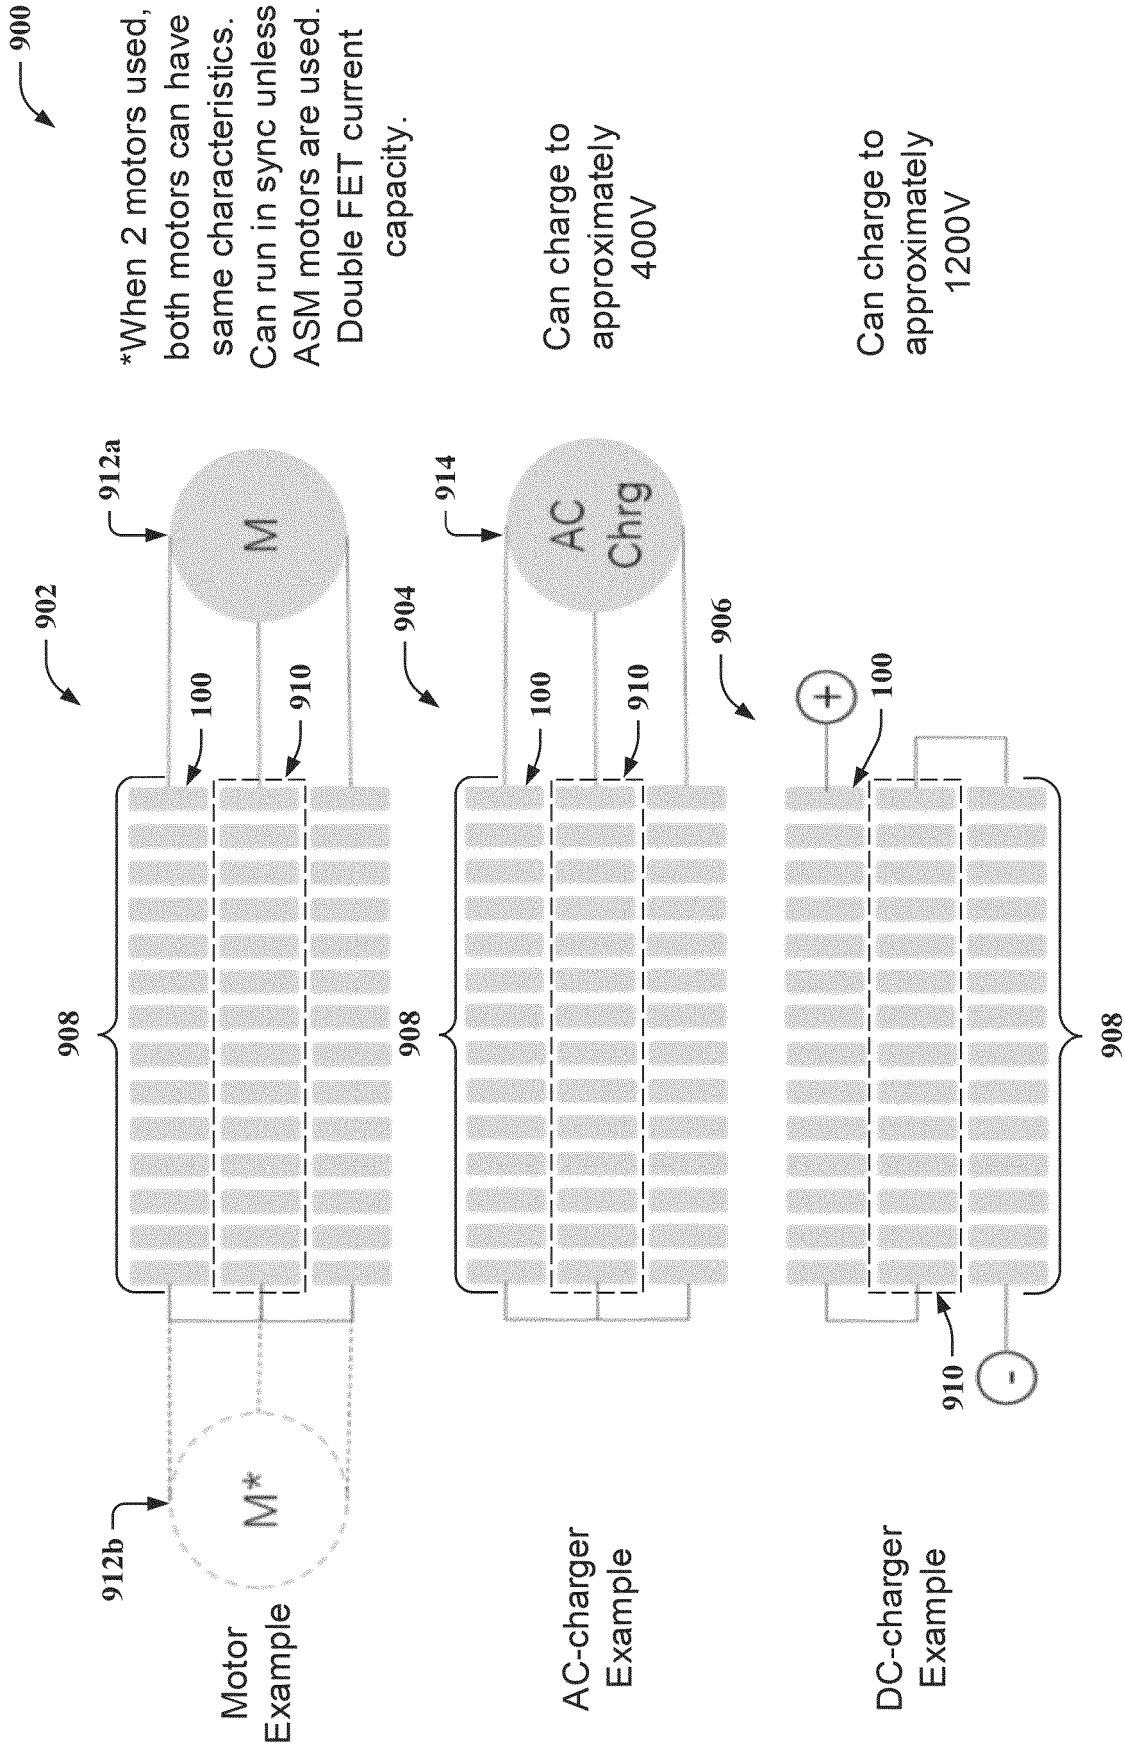 900
*When 2 motors used,
both motors can have
same characteristics.
Can run in sync unless
ASM motors are used.
Double FET current
capacity.
902
912b
908
100
910
912a
M*
M
Motor
Example
904
908
100
910
914
AC
Chrg
AC-charger
Example
Can charge to
approximately
400V
906
100
+
-
910
908
DC-charger
Example
Can charge to
approximately
1200V